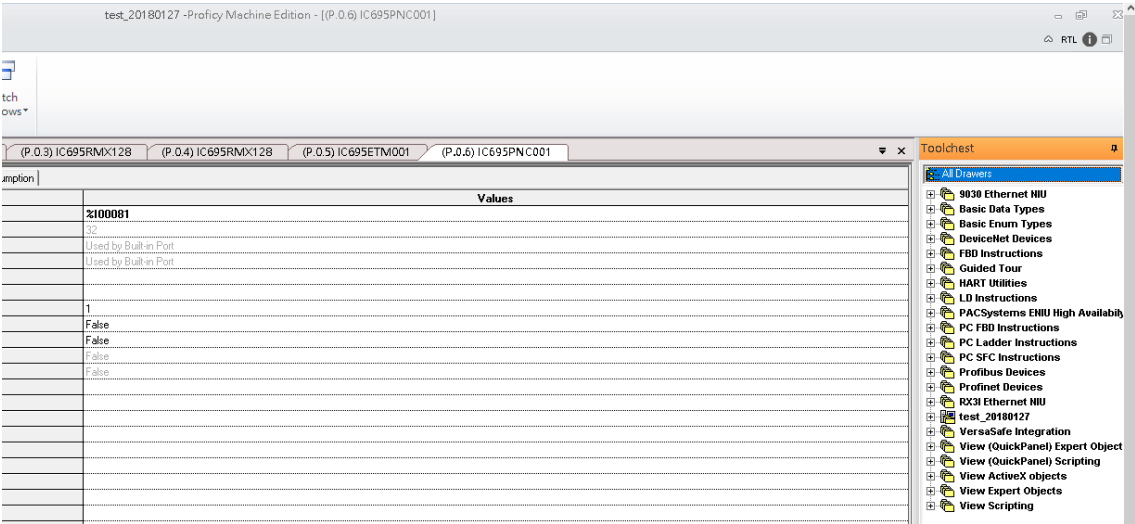 test_20180127 -Proficy Machine Edition - [(P.0.6) IC695PNC001]
RTL
tch
ows
(P.0.3) IC695RMX128
(P.0.4) IC695RMX128
(P.0.5) IC695ETM001
(P.0.6) IC695PNC001
umption
Values
%I00081
32
Used by Built-in Port
Used by Built-in Port
1
False
False
False
False
Toolchest
All Drawers
9030 Ethernet NIU
Basic Data Types
Basic Enum Types
DeviceNet Devices
FBD Instructions
Guided Tour
HART Utilities
LD Instructions
PACSystems ENIU High Availabily
PC FBD Instructions
PC Ladder Instructions
PC SFC Instructions
Profibus Devices
Profinet Devices
RX3I Ethernet NIU
test_20180127
VersaSafe Integration
View (QuickPanel) Expert Object
View (QuickPanel) Scripting
View ActiveX objects
View Expert Objects
View Scripting